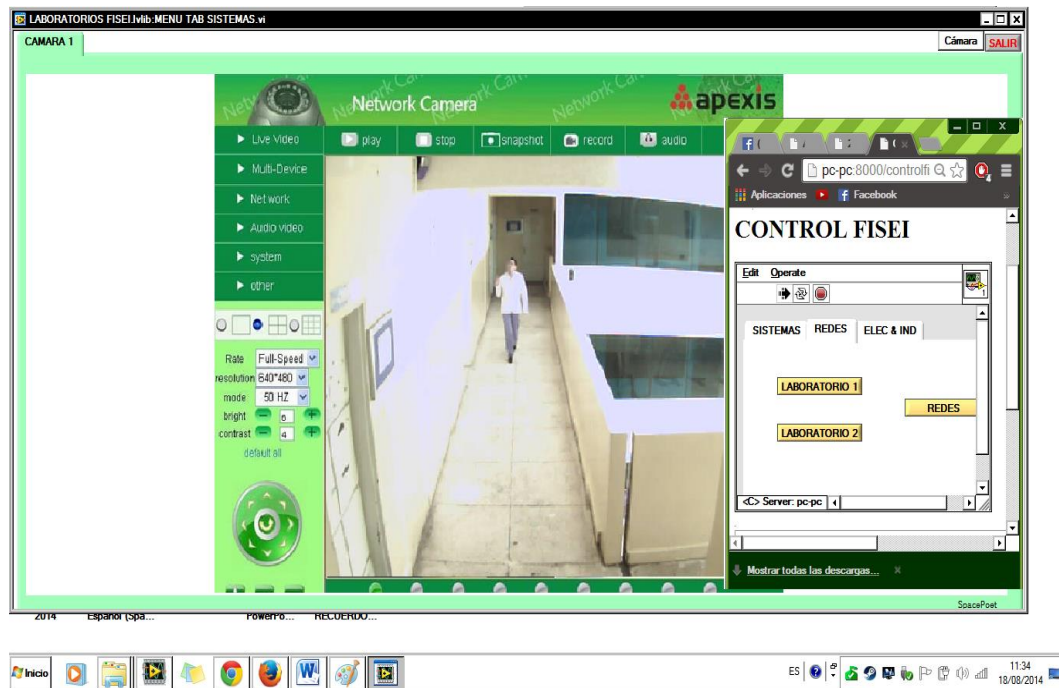 LABORATORIOS FISEI.lvlib:MENU TAB SISTEMAS.vi
CAMARA 1
Cámara SALIR
Network Camera
apexis
Live Video
play stop snapshot record audio
Multi-Device
Network
Audio video
system
other
Rate Full-Speed
resolution 640*480
mode 50 HZ
bright 6
contrast 4
default all
pc-pc:8000/controlfi
Aplicaciones Facebook
CONTROL FISEI
Edit Operate
SISTEMAS REDES ELEC & IND
LABORATORIO 1
REDES
LABORATORIO 2
<C> Server: pc-pc
Mostrar todas las descargas...
SpacePoet
2014 Español (Spa... PowerPo... RECUERDO...
Inicio
ES
11:34
18/08/2014